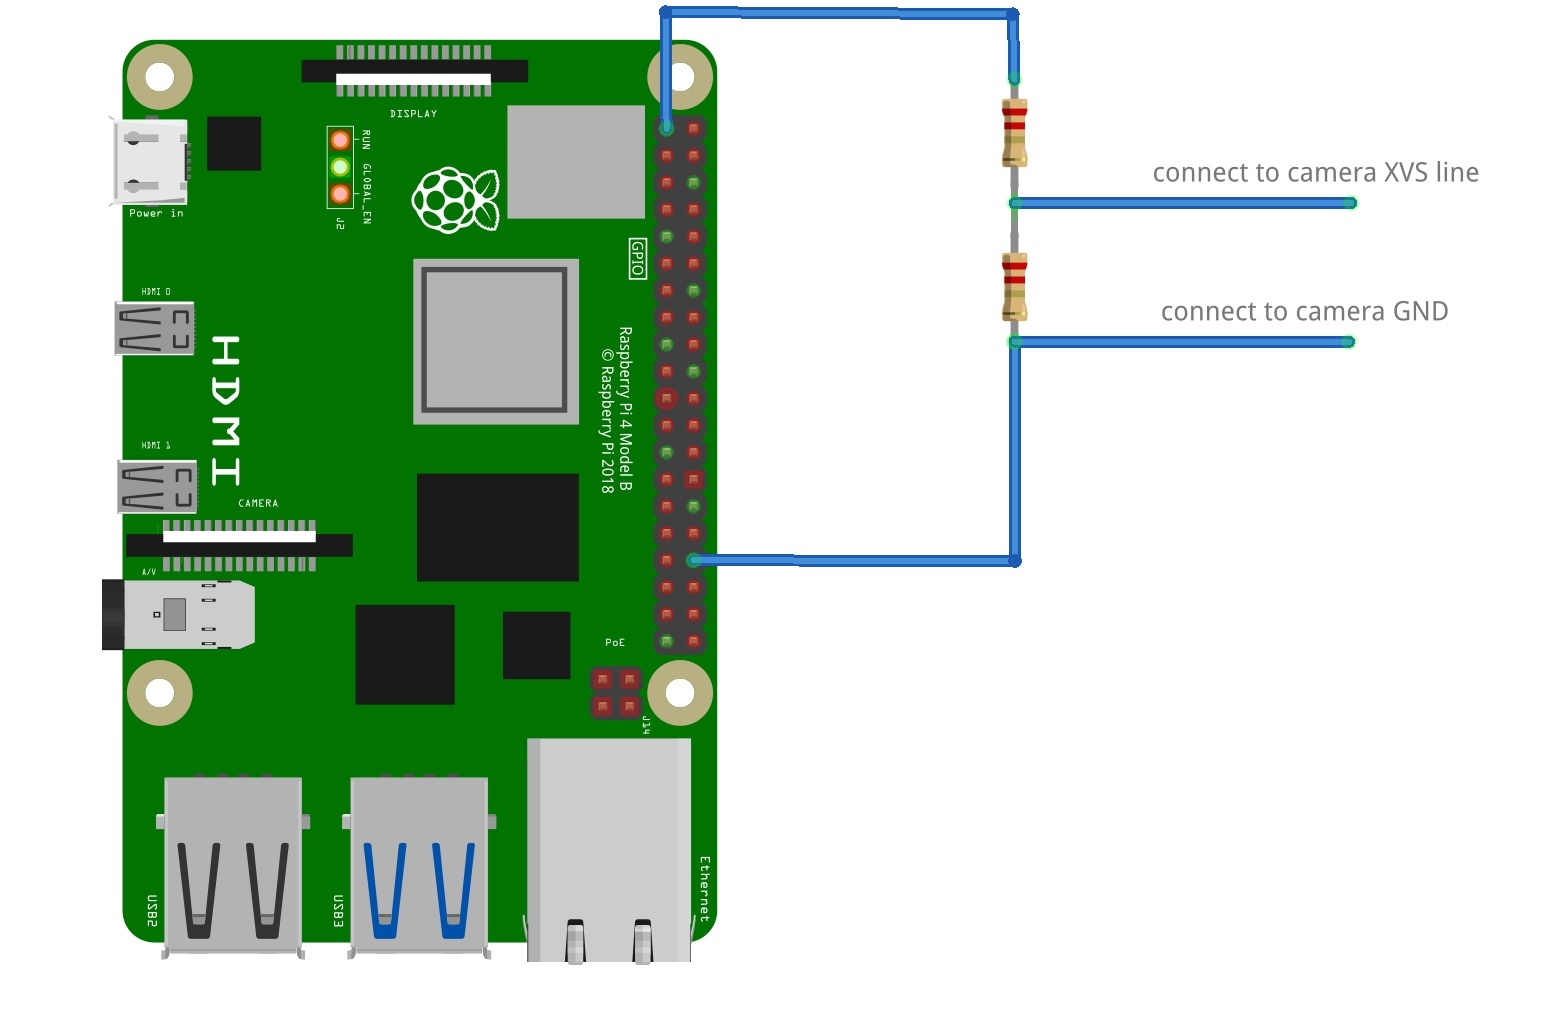 DISPLAY
RUN
GLOBAL_EN
J2
Power in
connect to camera XVS line
GPIO
HDMI 0
connect to camera GND
HDMI
Raspberry Pi 4 Model B
© Raspberry Pi 2018
HDMI 1
CAMERA
A/V
PoE
J14
USB2
USB3
Ethernet